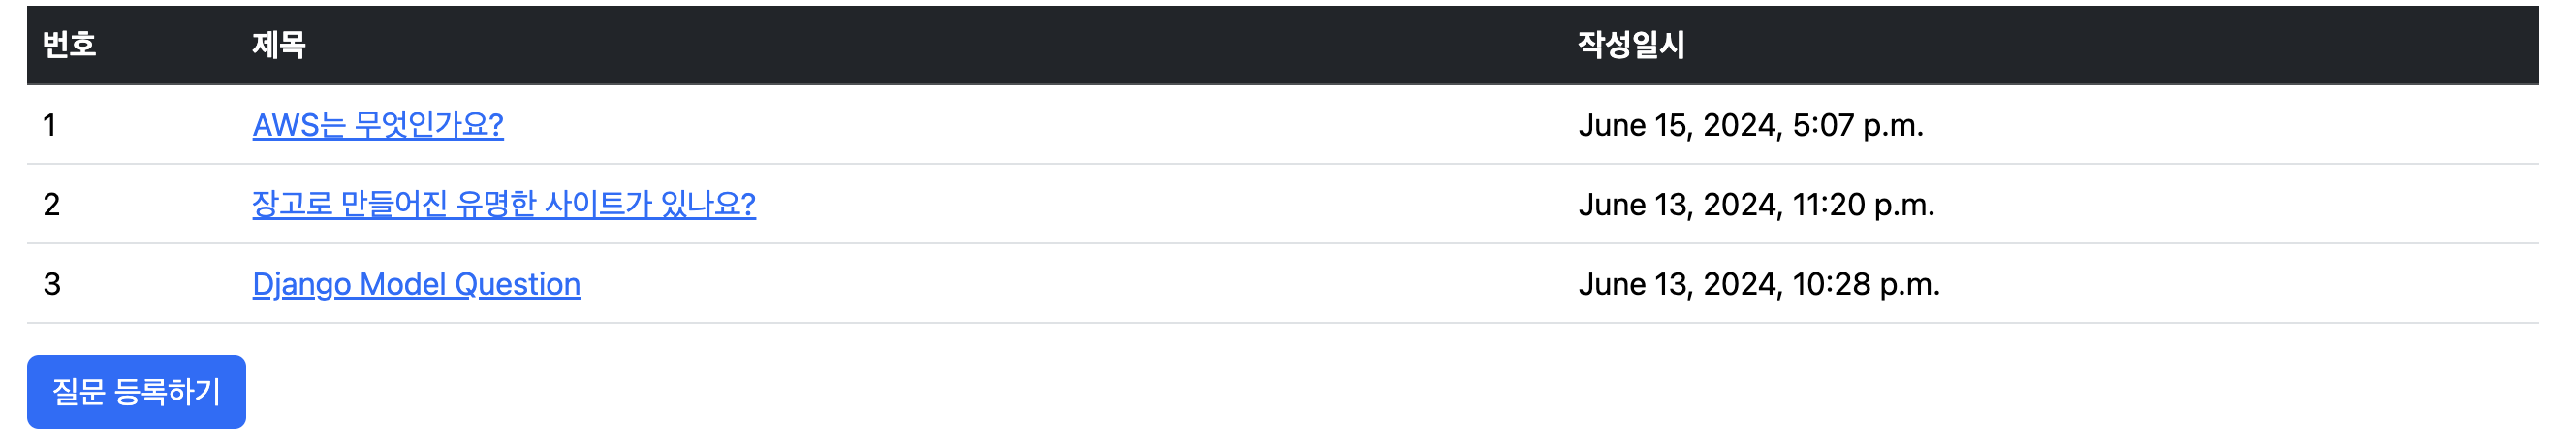 번호 제목 작성일시
1 AWS는 무엇인가요? June 15, 2024, 5:07 p.m.
2 장고로 만들어진 유명한 사이트가 있나요? June 13, 2024, 11:20 p.m.
3 Django Model Question June 13, 2024, 10:28 p.m.
질문 등록하기